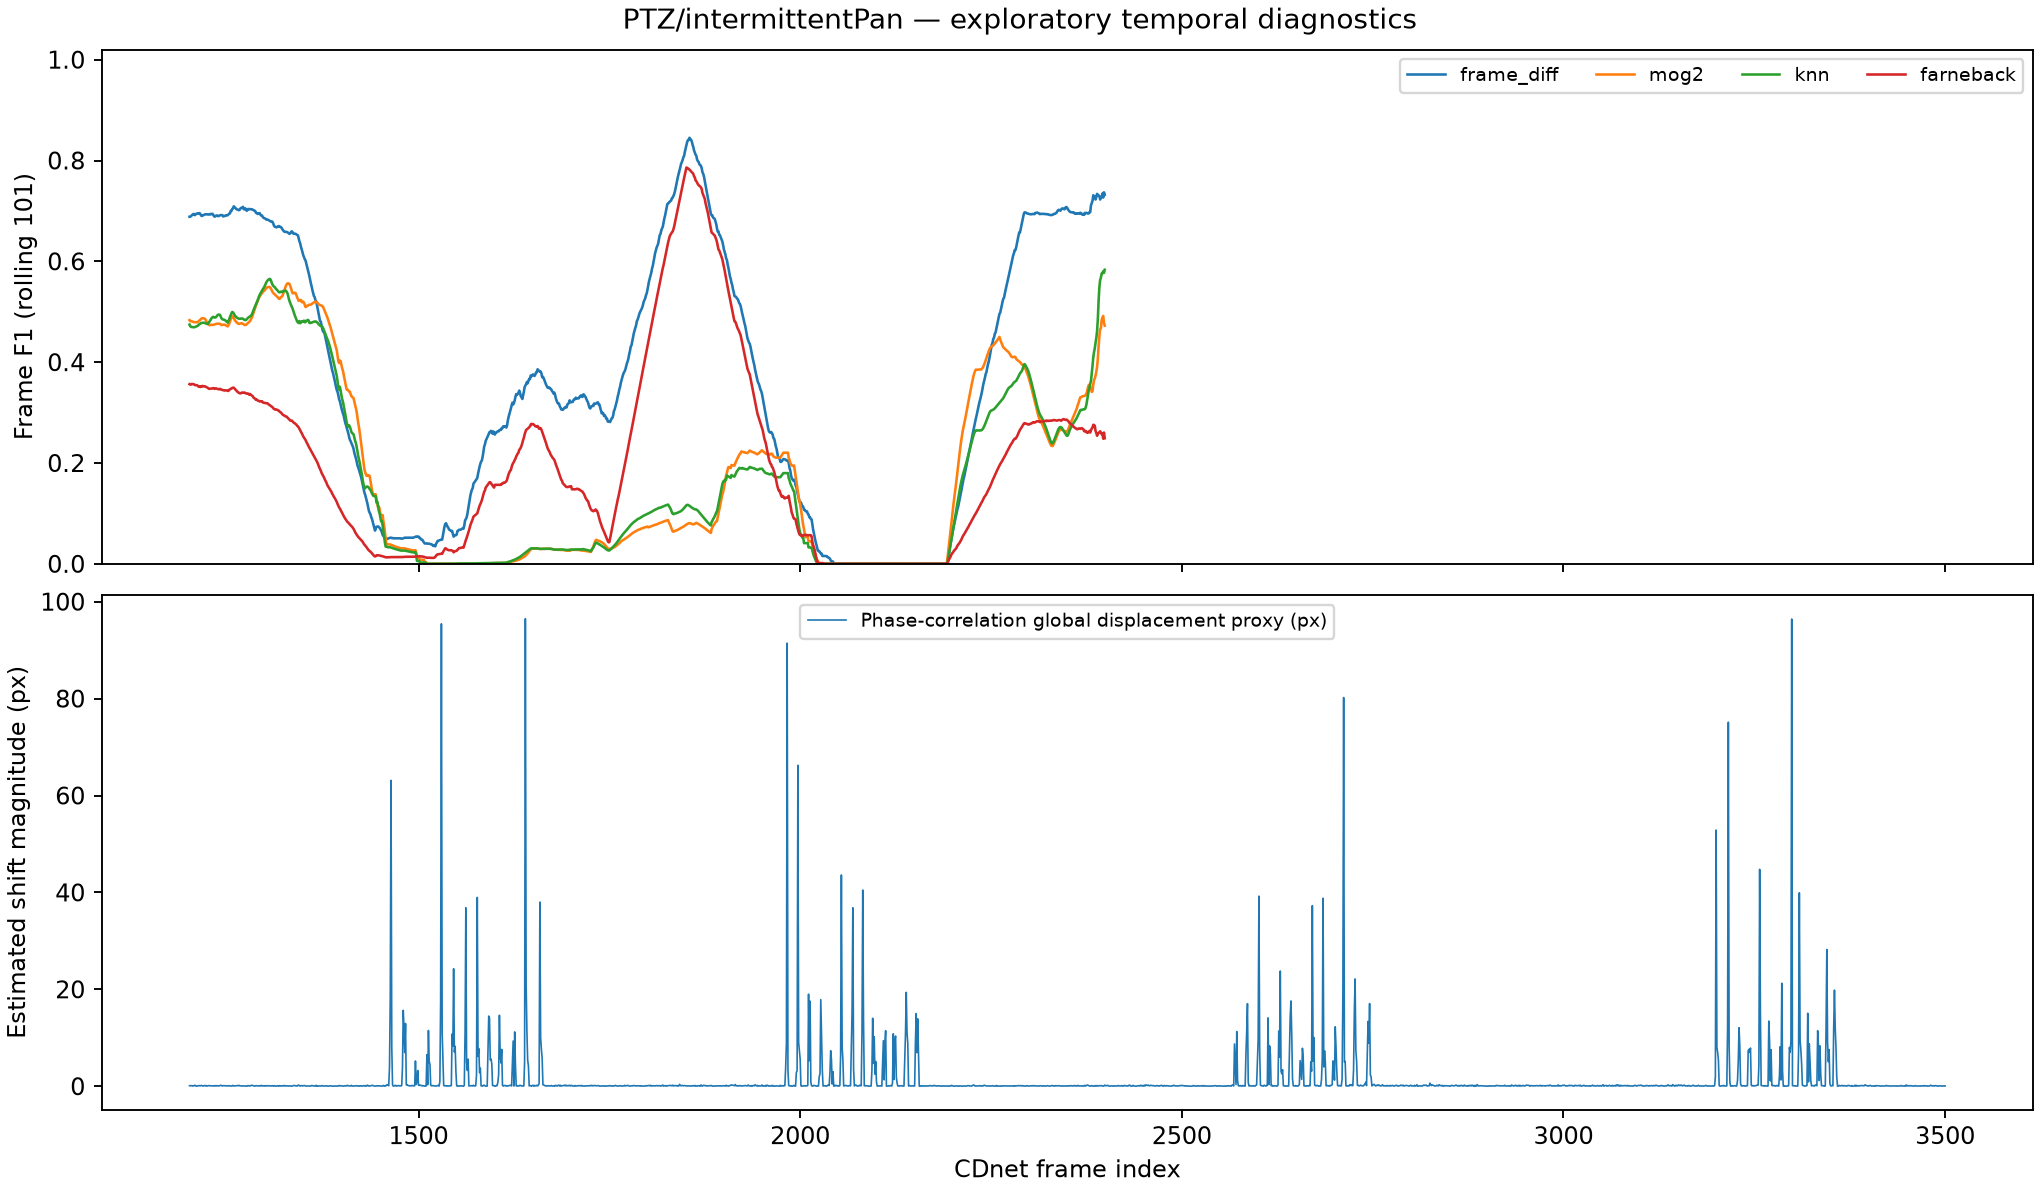 PTZ/intermittentPan — exploratory temporal diagnostics
Frame F1 (rolling 101)
1.0
0.8
0.6
0.4
0.2
0.0
frame_diff mog2 knn farneback
Estimated shift magnitude (px)
100
80
60
40
20
0
Phase-correlation global displacement proxy (px)
1500 2000 2500 3000 3500
CDnet frame index